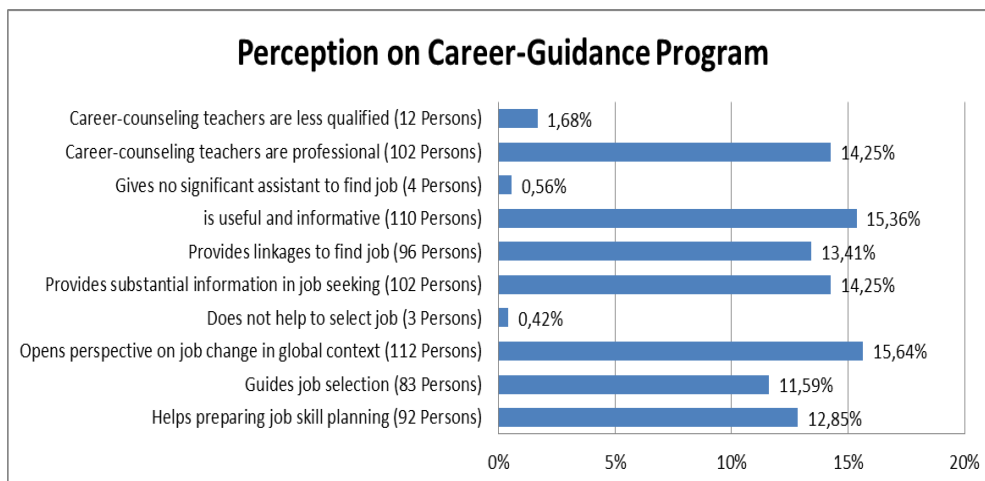 Perception on Career-Guidance Program
Career-counseling teachers are less qualified (12 Persons) 1,68%
Career-counseling teachers are professional (102 Persons) 14,25%
Gives no significant assistant to find job (4 Persons) 0,56%
is useful and informative (110 Persons) 15,36%
Provides linkages to find job (96 Persons) 13,41%
Provides substantial information in job seeking (102 Persons) 14,25%
Does not help to select job (3 Persons) 0,42%
Opens perspective on job change in global context (112 Persons) 15,64%
Guides job selection (83 Persons) 11,59%
Helps preparing job skill planning (92 Persons) 12,85%
0% 5% 10% 15% 20%